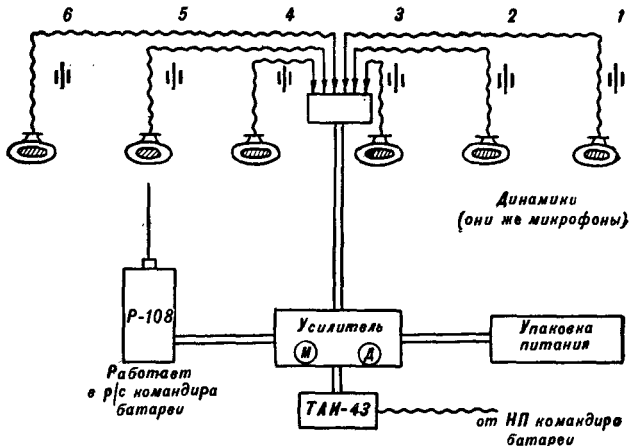 6 5 4 3 2 1
Динамики
(они же микрофоны)
Р-108
Усилитель
М Д
Упаковка
питания
Работает
в р/с командира
батареи
ТАИ-43
от НП командира
батареи